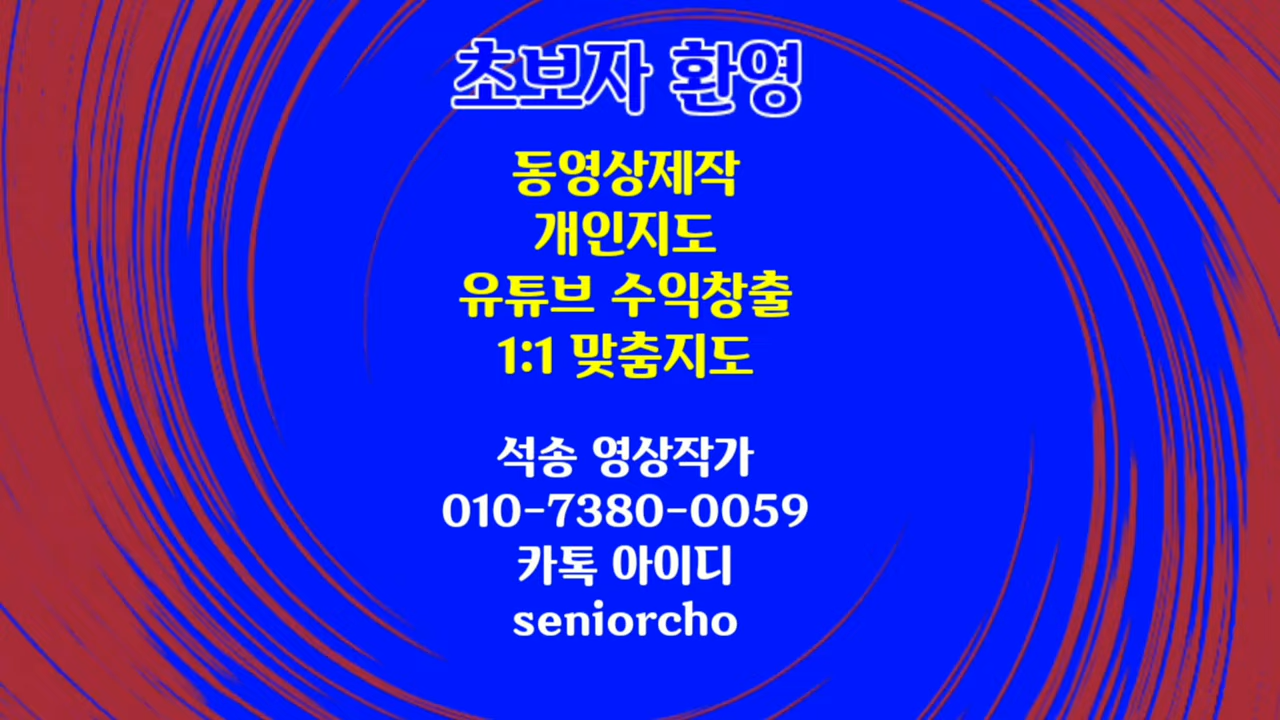 초보자 환영
동영상제작
개인지도
유튜브 수익창출
1:1 맞춤지도
석송 영상작가
010-7380-0059
카톡 아이디
seniorcho